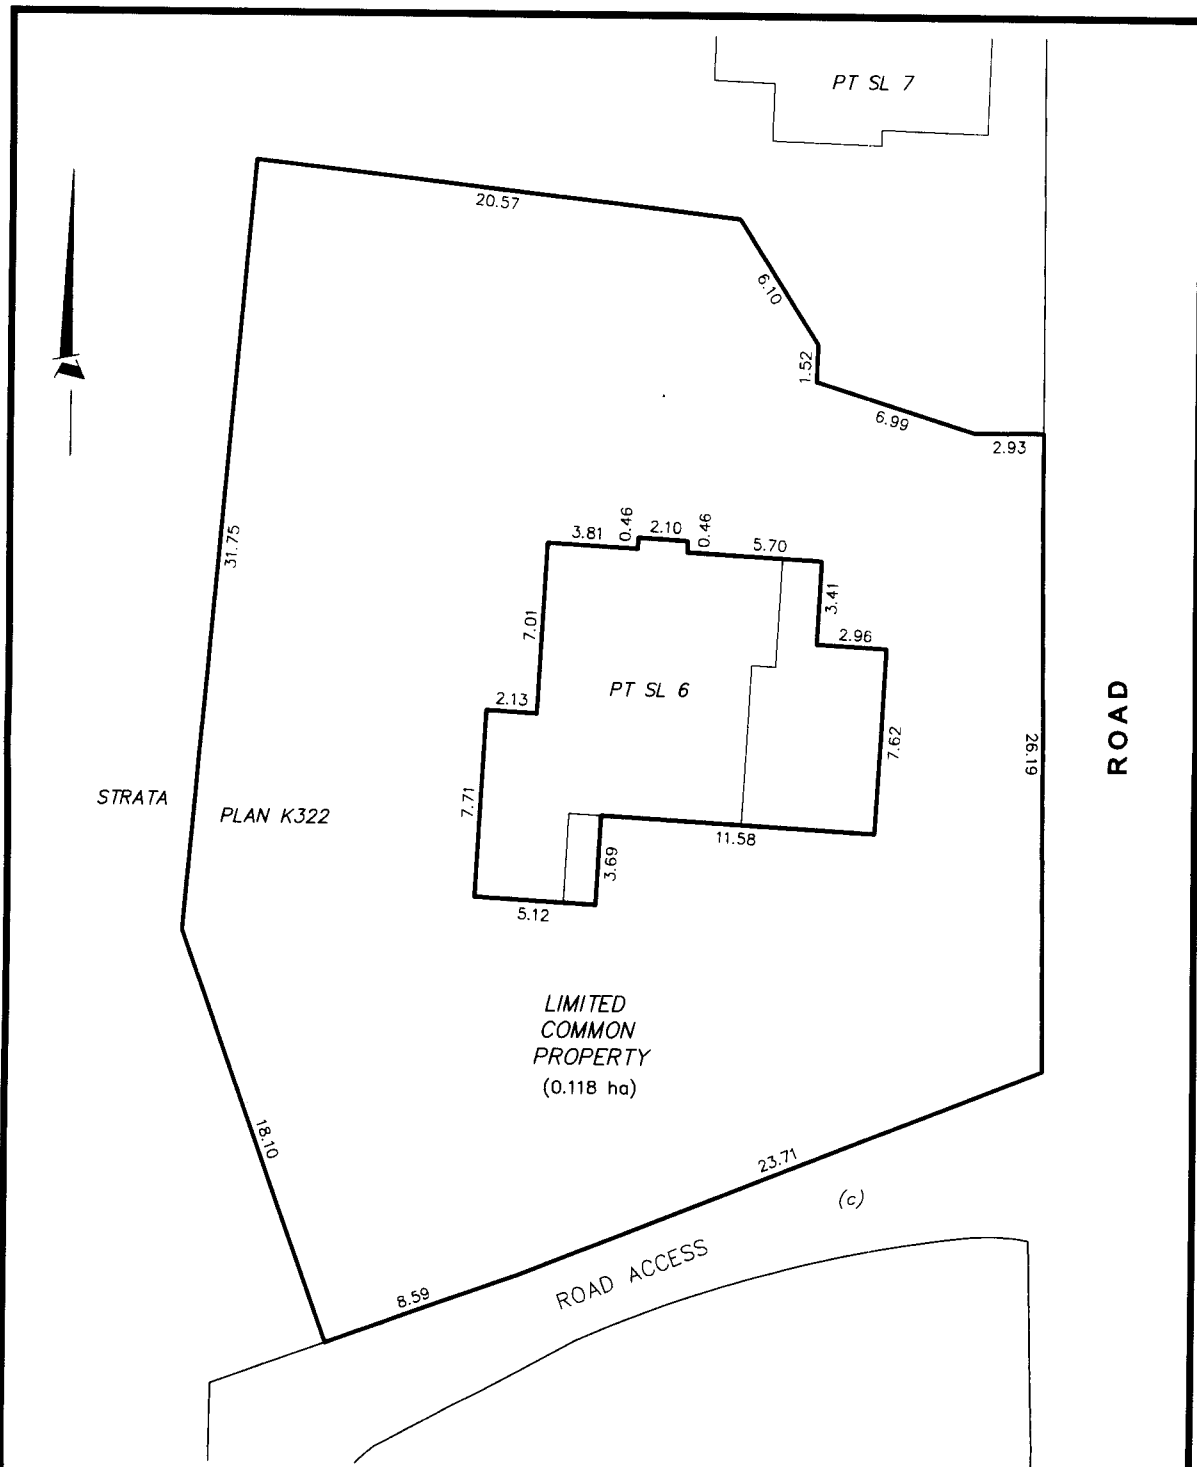 PT SL 7
20.57
6.10
1.52
6.99
2.93
31.75
3.81
0.46
2.10
0.46
5.70
3.41
2.96
7.01
PT SL 6
2.13
7.62
26.19
ROAD
STRATA
PLAN K322
7.71
11.58
3.69
5.12
LIMITED
COMMON
PROPERTY
(0.118 ha)
18.10
23.71
(c)
ROAD ACCESS
8.59